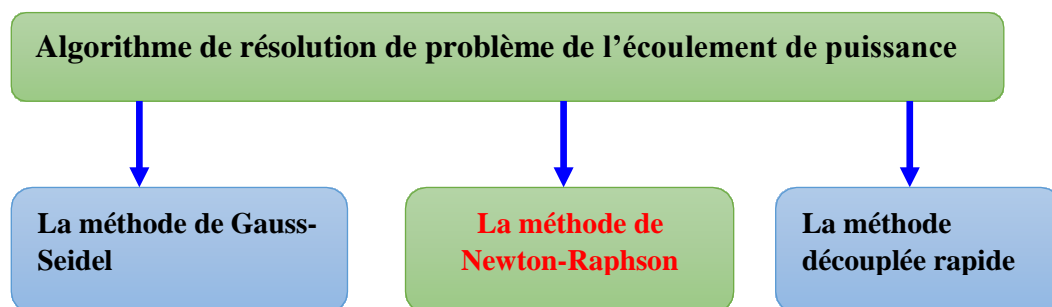 Algorithme de résolution de problème de l’écoulement de puissance
La méthode de Gauss-
Seidel
La méthode de
Newton-Raphson
La méthode
découplée rapide